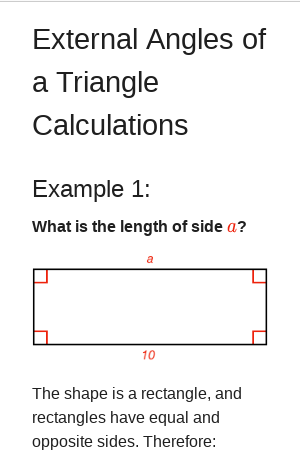 External Angles of
a Triangle
Calculations
Example 1:
What is the length of side a?
a
10
The shape is a rectangle, and
rectangles have equal and
opposite sides. Therefore: